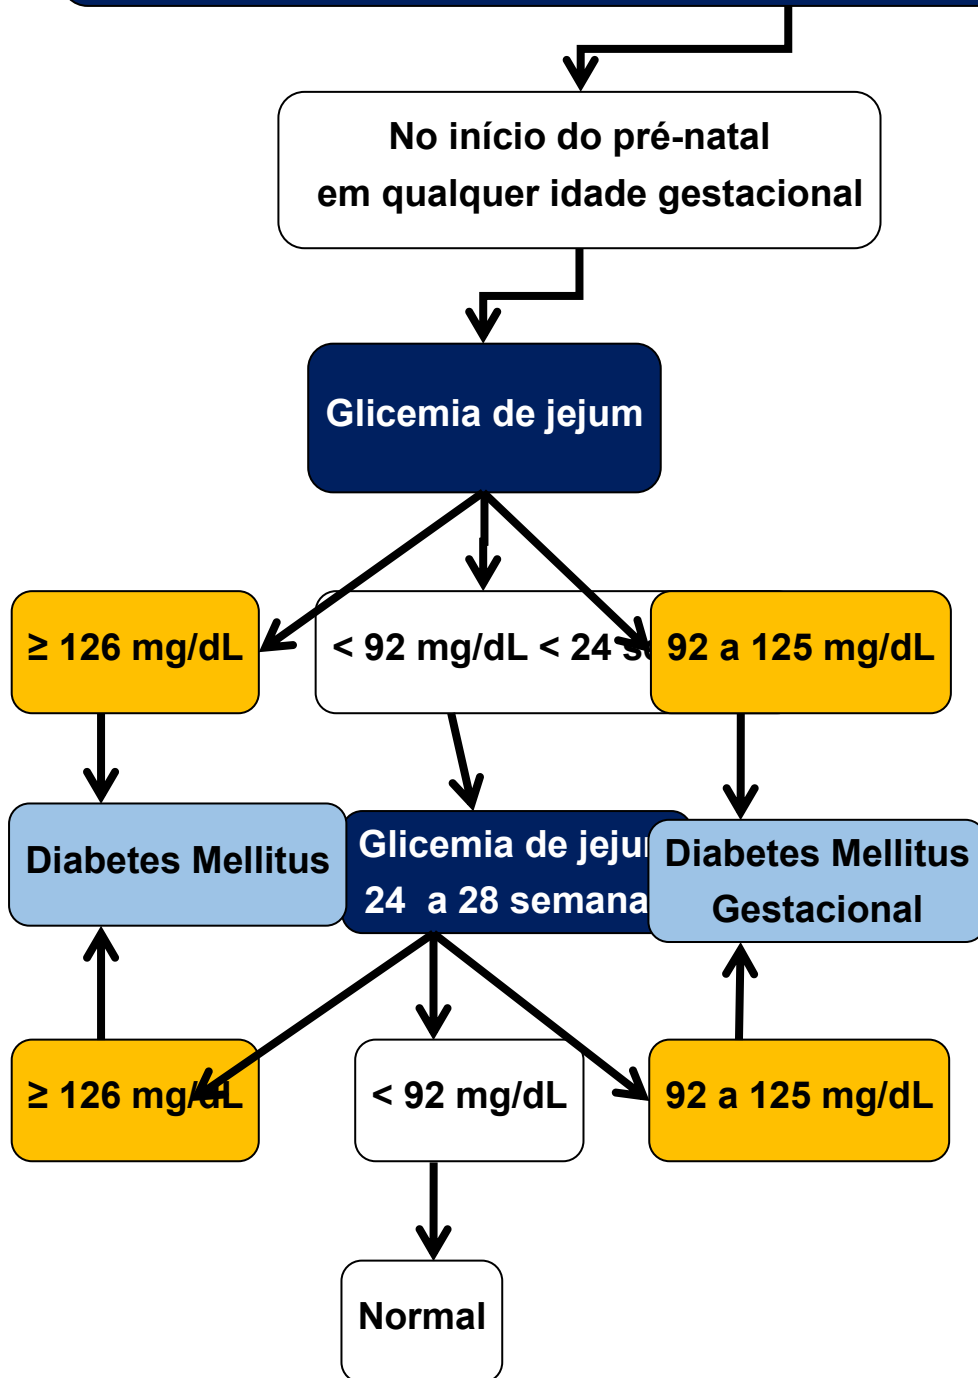 No início do pré-natal
em qualquer idade gestacional
Glicemia de jejum
≥ 126 mg/dL
< 92 mg/dL < 24
92 a 125 mg/dL
Diabetes Mellitus
Glicemia de
24 a 28
Diabetes Mellitus
Gestacional
≥ 126 mg/dL
< 92 mg/dL
92 a 125 mg/dL
Normal